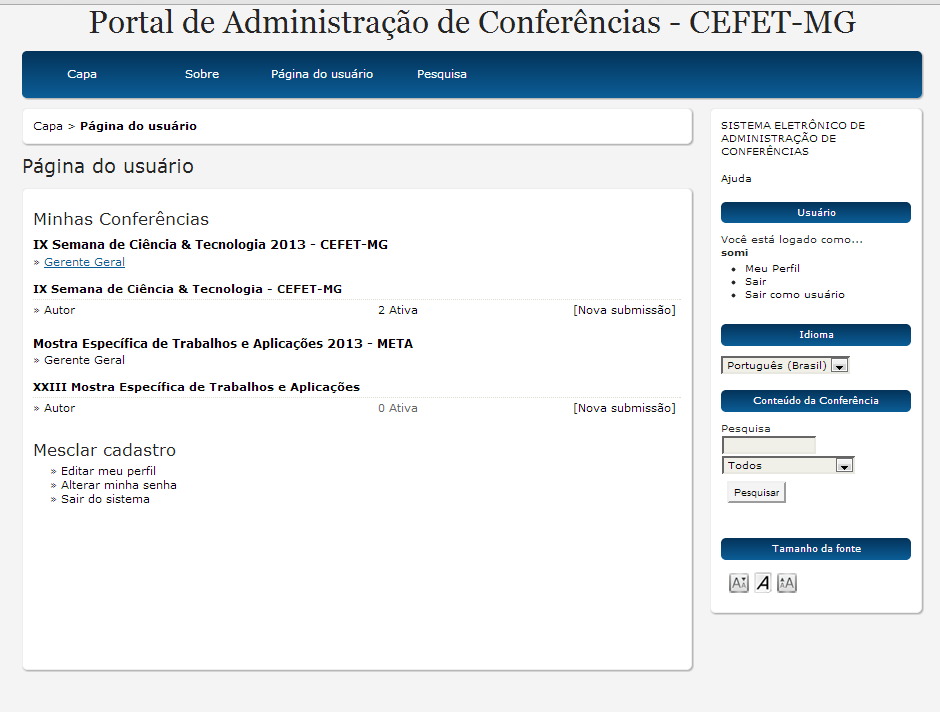 Portal de Administração de Conferências - CEFET-MG
Capa Sobre Página do usuário Pesquisa
Capa > Página do usuário
Página do usuário
Minhas Conferências
IX Semana de Ciência & Tecnologia 2013 - CEFET-MG
» Gerente Geral
IX Semana de Ciência & Tecnologia - CEFET-MG
» Autor 2 Ativa [Nova submissão]
Mostra Específica de Trabalhos e Aplicações 2013 - META
» Gerente Geral
XXIII Mostra Específica de Trabalhos e Aplicações
» Autor 0 Ativa [Nova submissão]
Mesclar cadastro
» Editar meu perfil
» Alterar minha senha
» Sair do sistema
SISTEMA ELETRÔNICO DE
ADMINISTRAÇÃO DE
CONFERÊNCIAS
Ajuda
Usuário
Você está logado como...
somi
• Meu Perfil
• Sair
• Sair como usuário
Idioma
Português (Brasil)
Conteúdo da Conferência
Pesquisa
Todos
Pesquisar
Tamanho da fonte
AA A AA